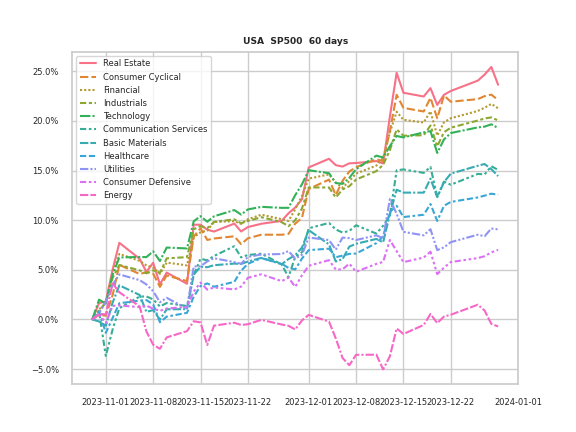 USA SP500 60 days
25.0%
20.0%
15.0%
10.0%
5.0%
0.0%
−5.0%
Real Estate
Consumer Cyclical
Financial
Industrials
Technology
Communication Services
Basic Materials
Healthcare
Utilities
Consumer Defensive
Energy
2023-11-01
2023-11-08
2023-11-15
2023-11-22
2023-12-01
2023-12-08
2023-12-15
2023-12-22
2024-01-01